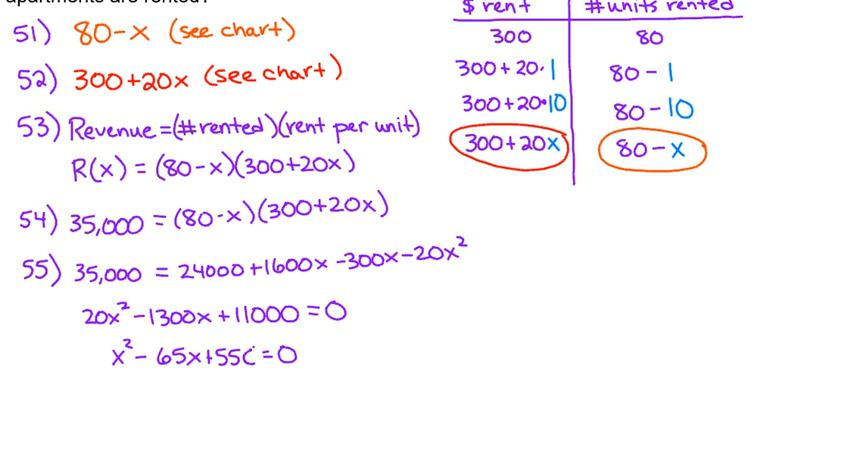 apartments are rented?
51) 80-x (see chart)
52) 300+20x (see chart)
53) Revenue=(#rented)(rent per unit)
R(x) = (80-x)(300+20x)
54) 35,000 = (80-x)(300+20x)
55) 35,000 = 24000+1600x-300x-20x²
20x²-1300x+11000=0
x²-65x+55C=0
$ rent # units rented
300 80
300+20·1 80-1
300+20·10 80-10
300+20x 80-x